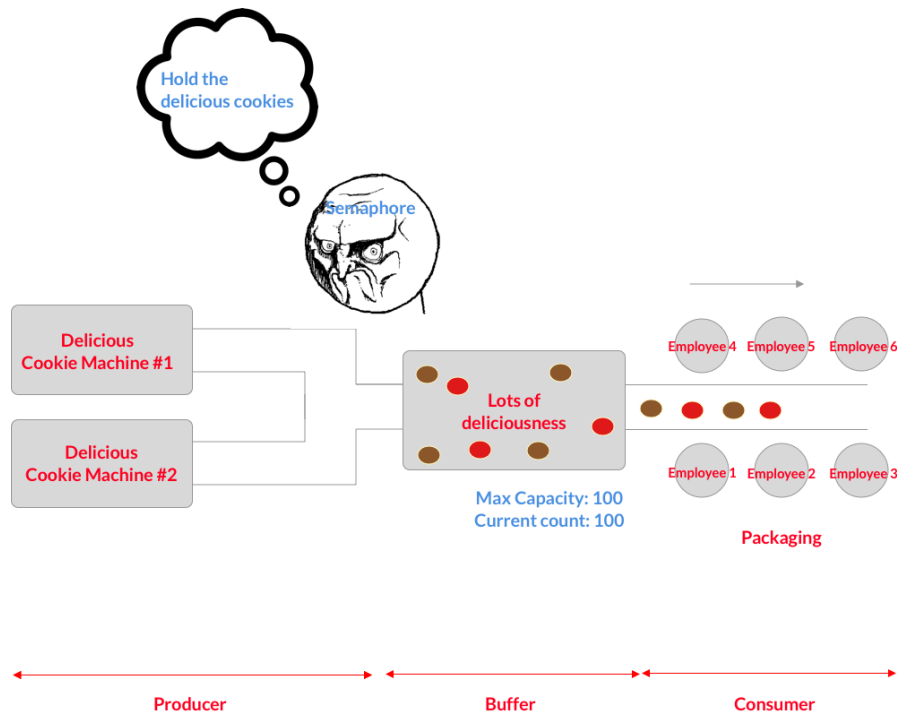 Hold the
delicious cookies
Semaphore
Delicious
Cookie Machine #1
Delicious
Cookie Machine #2
Lots of
deliciousness
Max Capacity: 100
Current count: 100
Employee 4
Employee 5
Employee 6
Employee 1
Employee 2
Employee 3
Packaging
Producer
Buffer
Consumer